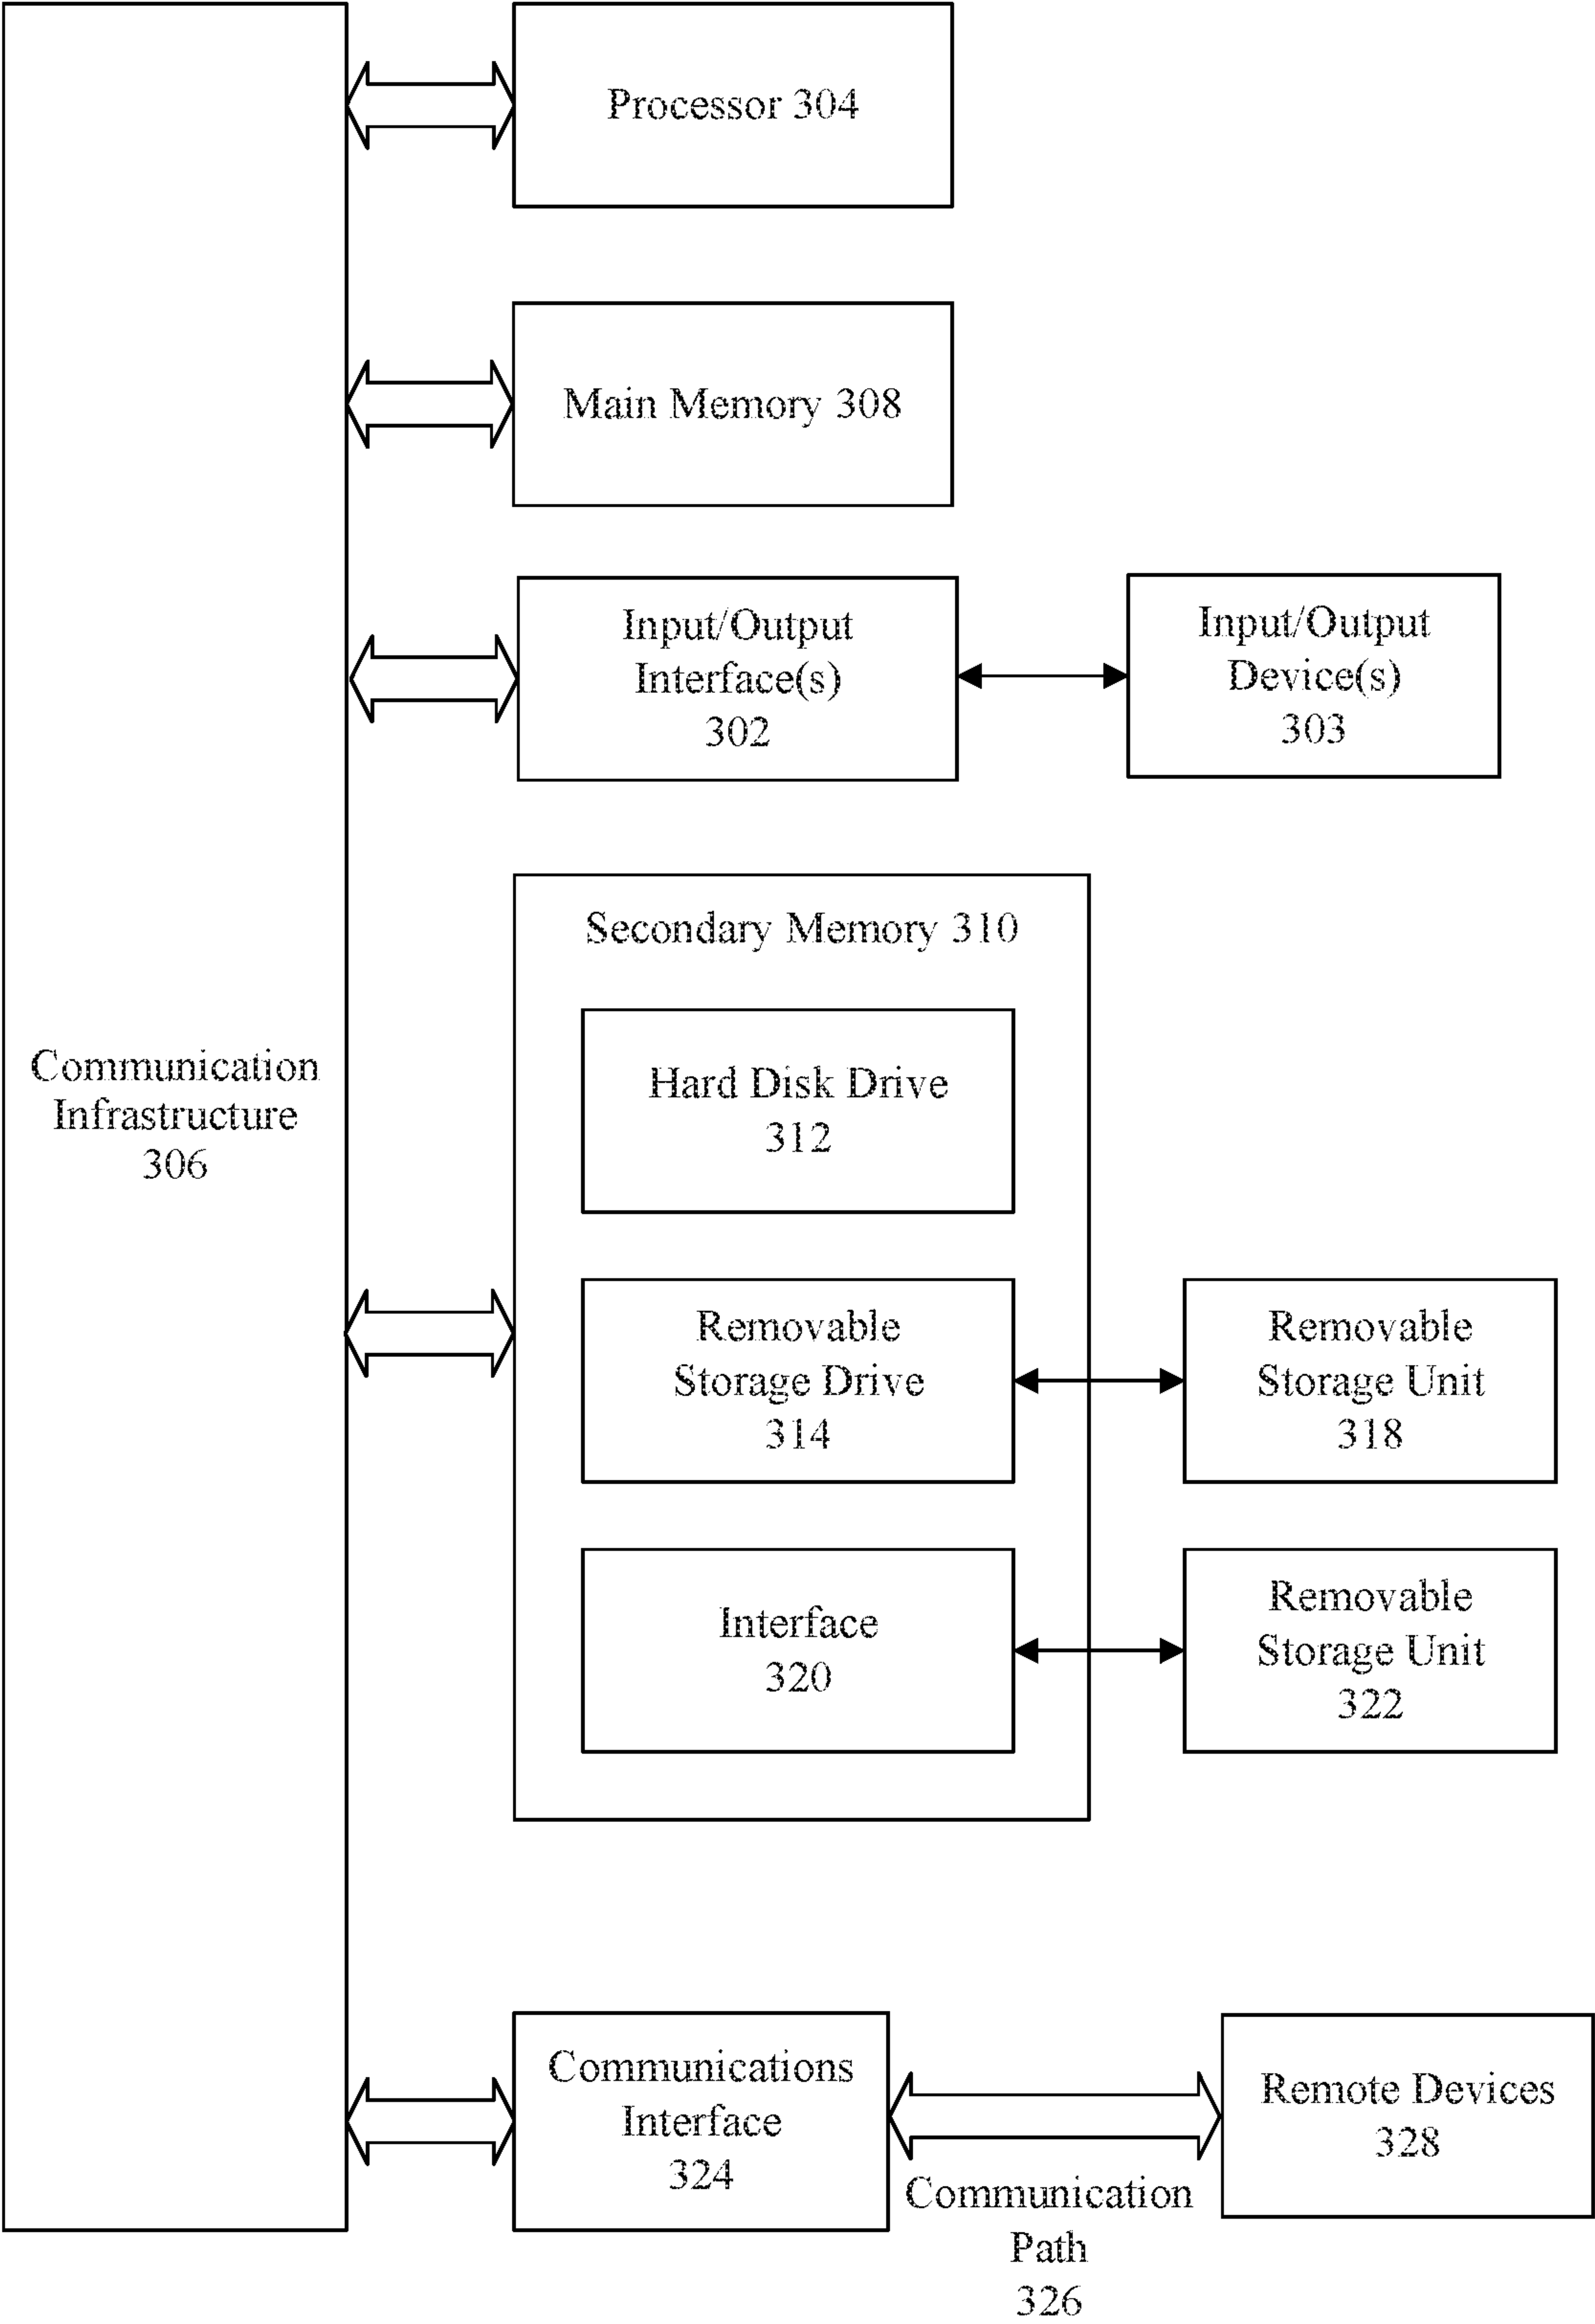 Processor 304
Main Memory 308
Input/Output
Interface(s)
302
Input/Output
Device(s)
303
Secondary Memory 310
Hard Disk Drive
312
Communication
Infrastructure
306
Removable
Storage Drive
314
Removable
Storage Unit
318
Interface
320
Removable
Storage Unit
322
Communications
Interface
324
Communication
Path
326
Remote Devices
328